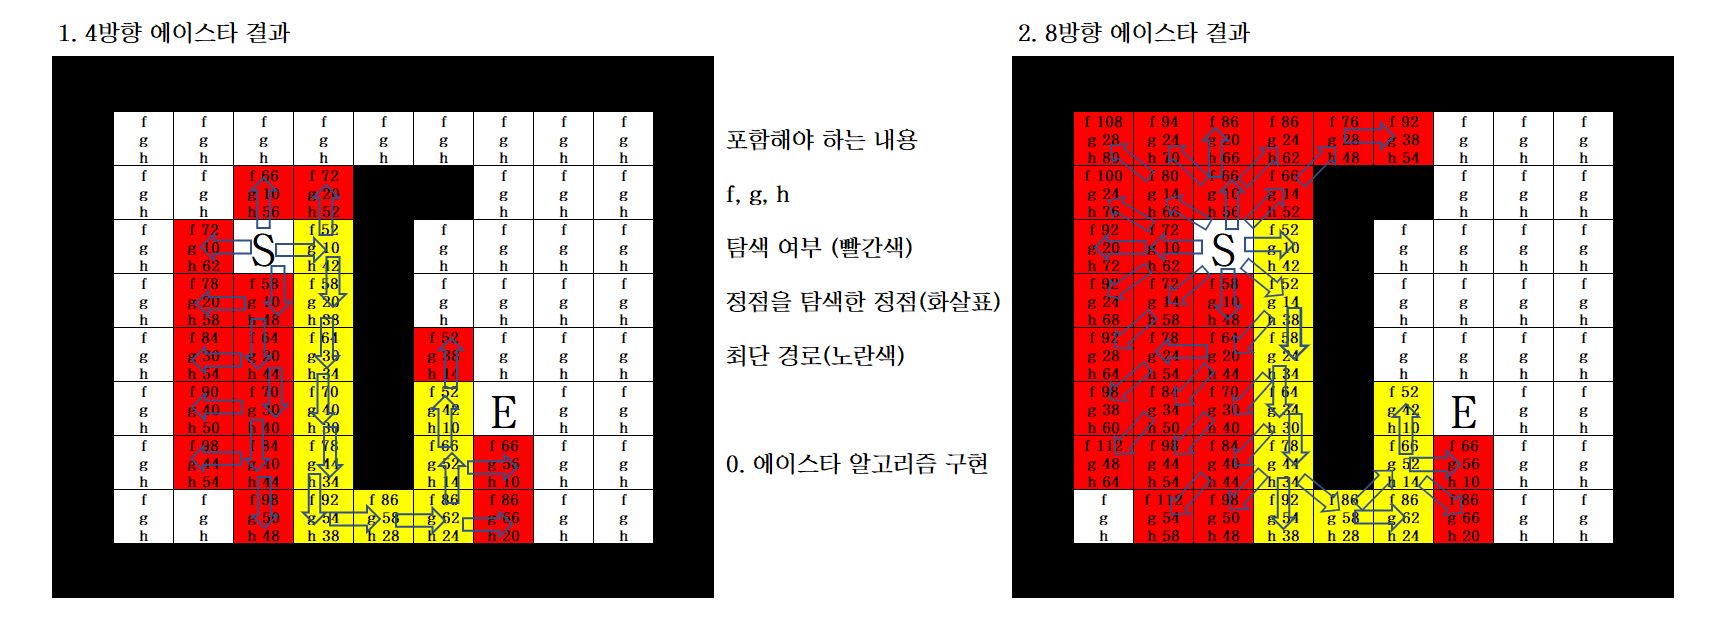 1. 4방향 에이스타 결과
f f f f f f f f f
g g g g g g g g g
h h h h h h h h h
f f f 66 f 72 f f f
g g g 10 g 20 g g g
h h h 56 h 52 h h h
f f 72 f 52 f f f f
g g 10 S g 10 g g g g
h h 62 h 42 h h h h
f f 78 f 58 f 58 f f f f
g g 20 g 10 g 20 g g g g
h h 58 h 48 h 38 h h h h
f f 84 f 64 f 64 f 52 f f f
g g 30 g 20 g 30 g 38 g g g
h h 54 h 44 h 34 h 14 h h h
f f 90 f 70 f 70 f 52 f f
g g 40 g 30 g 40 g 42 E g g
h h 50 h 40 h 30 h 10 h h
f f 98 f 84 f 78 f 66 f 66 f f
g g 44 g 40 g 44 g 52 g 56 g g
h h 54 h 44 h 34 h 14 h 10 h h
f f f 98 f 92 f 86 f 86 f 86 f f
g g g 50 g 54 g 58 g 62 g 66 g g
h h h 48 h 38 h 28 h 24 h 20 h h
포함해야 하는 내용
f, g, h
탐색 여부 (빨간색)
정점을 탐색한 정점(화살표)
최단 경로(노란색)
0. 에이스타 알고리즘 구현
2. 8방향 에이스타 결과
f 108 f 94 f 86 f 86 f 76 f 92 f f f
g 28 g 24 g 20 g 24 g 28 g 38 g g g
h 80 h 70 h 66 h 62 h 48 h 54 h h h
f 100 f 80 f 66 f 66 f f f
g 24 g 14 g 10 g 14 g g g
h 76 h 66 h 56 h 52 h h h
f 92 f 72 f 52 f f f f
g 20 g 10 S g 10 g g g g
h 72 h 62 h 42 h h h h
f 92 f 72 f 58 f 52 f f f f
g 24 g 14 g 10 g 14 g g g g
h 68 h 58 h 48 h 38 h h h h
f 92 f 78 f 64 f 58 f f f f
g 28 g 24 g 20 g 24 g g g g
h 64 h 54 h 44 h 34 h h h h
f 98 f 84 f 70 f 64 f 52 f f
g 38 g 34 g 30 g 34 g 42 E g g
h 60 h 50 h 40 h 30 h 10 h h
f 112 f 98 f 84 f 78 f 66 f 66 f f
g 48 g 44 g 40 g 44 g 52 g 56 g g
h 64 h 54 h 44 h 34 h 14 h 10 h h
f f 112 f 98 f 92 f 86 f 86 f 86 f f
g g 54 g 50 g 54 g 58 g 62 g 66 g g
h h 58 h 48 h 38 h 28 h 24 h 20 h h